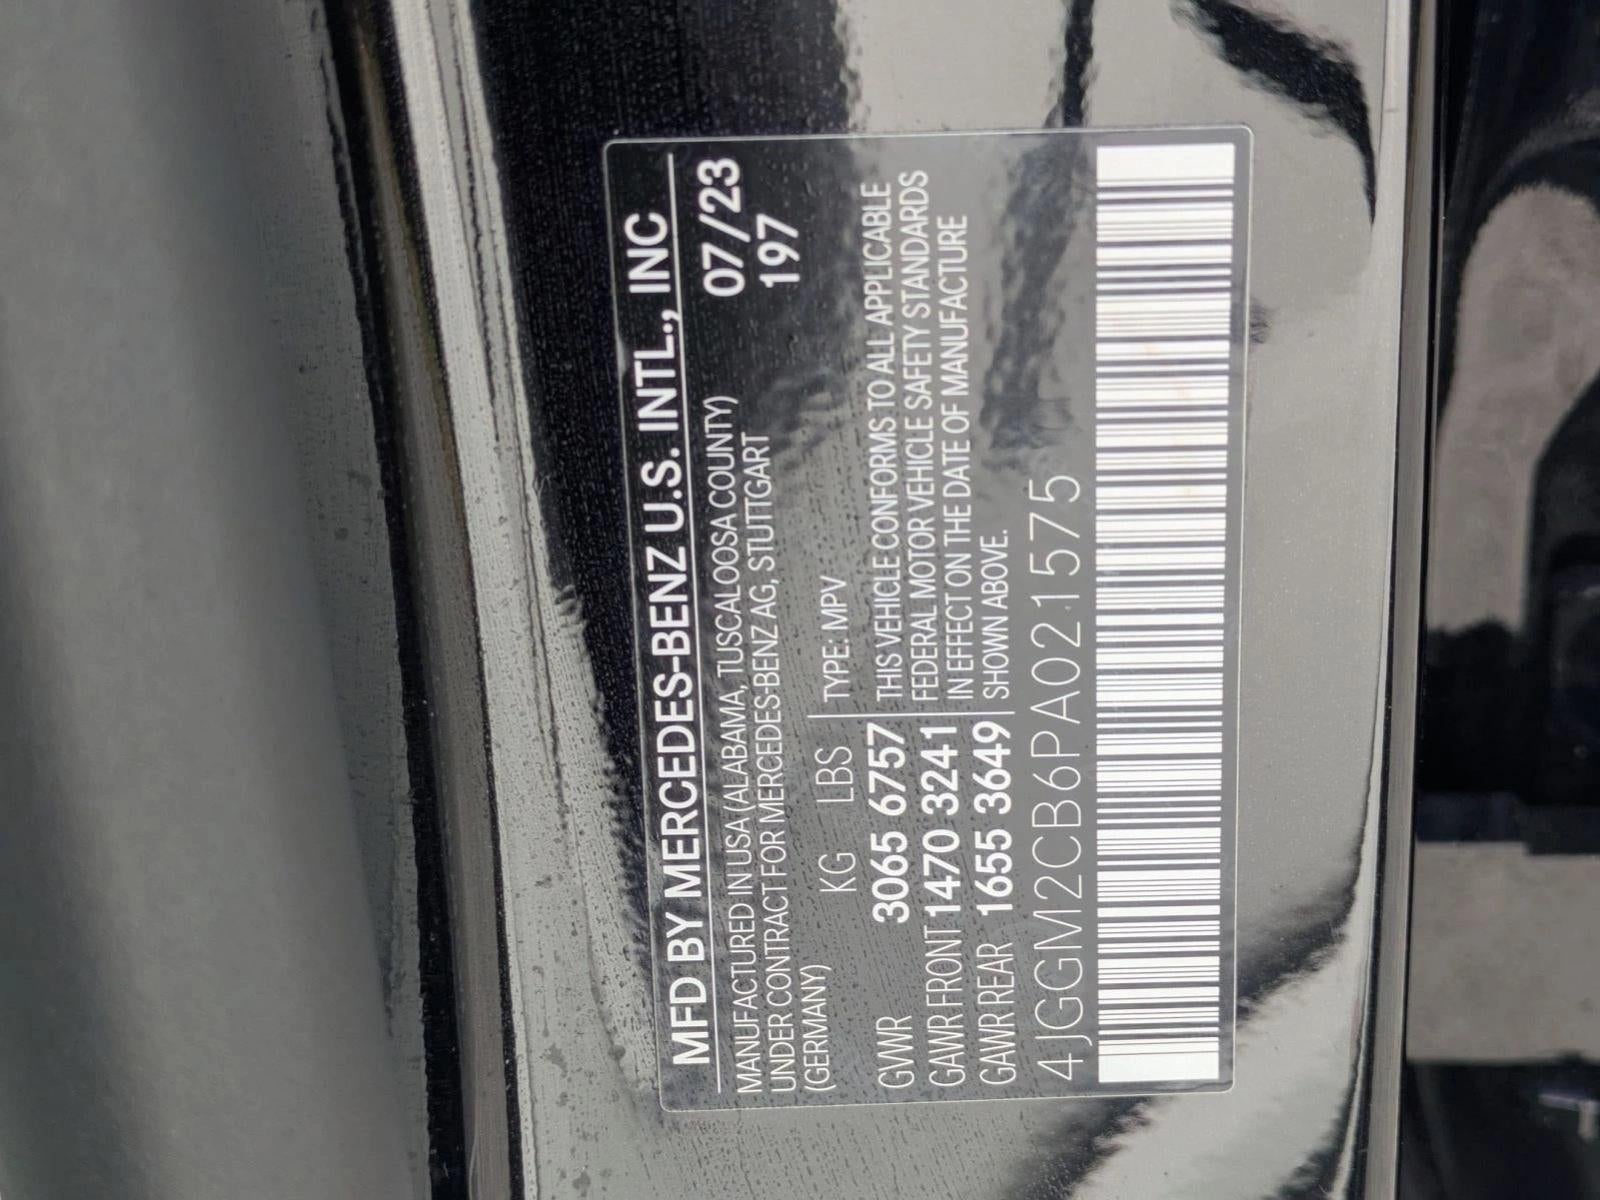 MFD BY MERCEDES-BENZ U.S. INTL., INC
MANUFACTURED IN USA (ALABAMA, TUSCALOOSA COUNTY) 07/23
UNDER CONTRACT FOR MERCEDES-BENZ AG, STUTTGART 197
(GERMANY)
KG LBS TYPE: MPV
GVWR 3065 6757 THIS VEHICLE CONFORMS TO ALL APPLICABLE
GAWR FRONT 1470 3241 FEDERAL MOTOR VEHICLE SAFETY STANDARDS
IN EFFECT ON THE DATE OF MANUFACTURE
GAWR REAR 1655 3649 SHOWN ABOVE.
4JGGM2CB6PA021575